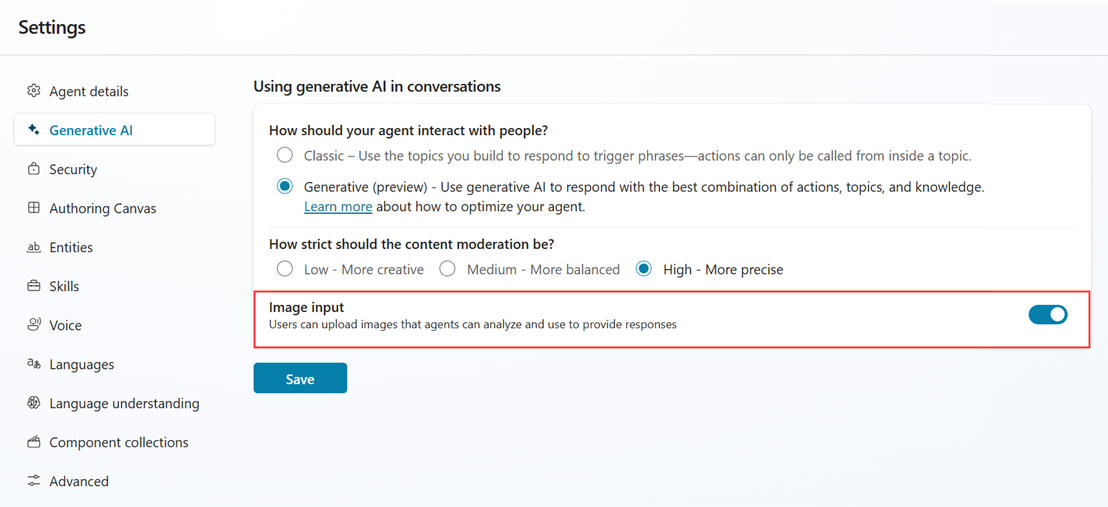 Settings
Agent details
Generative AI
Security
Authoring Canvas
Entities
Skills
Voice
Languages
Language understanding
Component collections
Advanced
Using generative AI in conversations
How should your agent interact with people?
Classic – Use the topics you build to respond to trigger phrases—actions can only be called from inside a topic.
Generative (preview) - Use generative AI to respond with the best combination of actions, topics, and knowledge.
Learn more about how to optimize your agent.
How strict should the content moderation be?
Low - More creative
Medium - More balanced
High - More precise
Image input
Users can upload images that agents can analyze and use to provide responses
Save